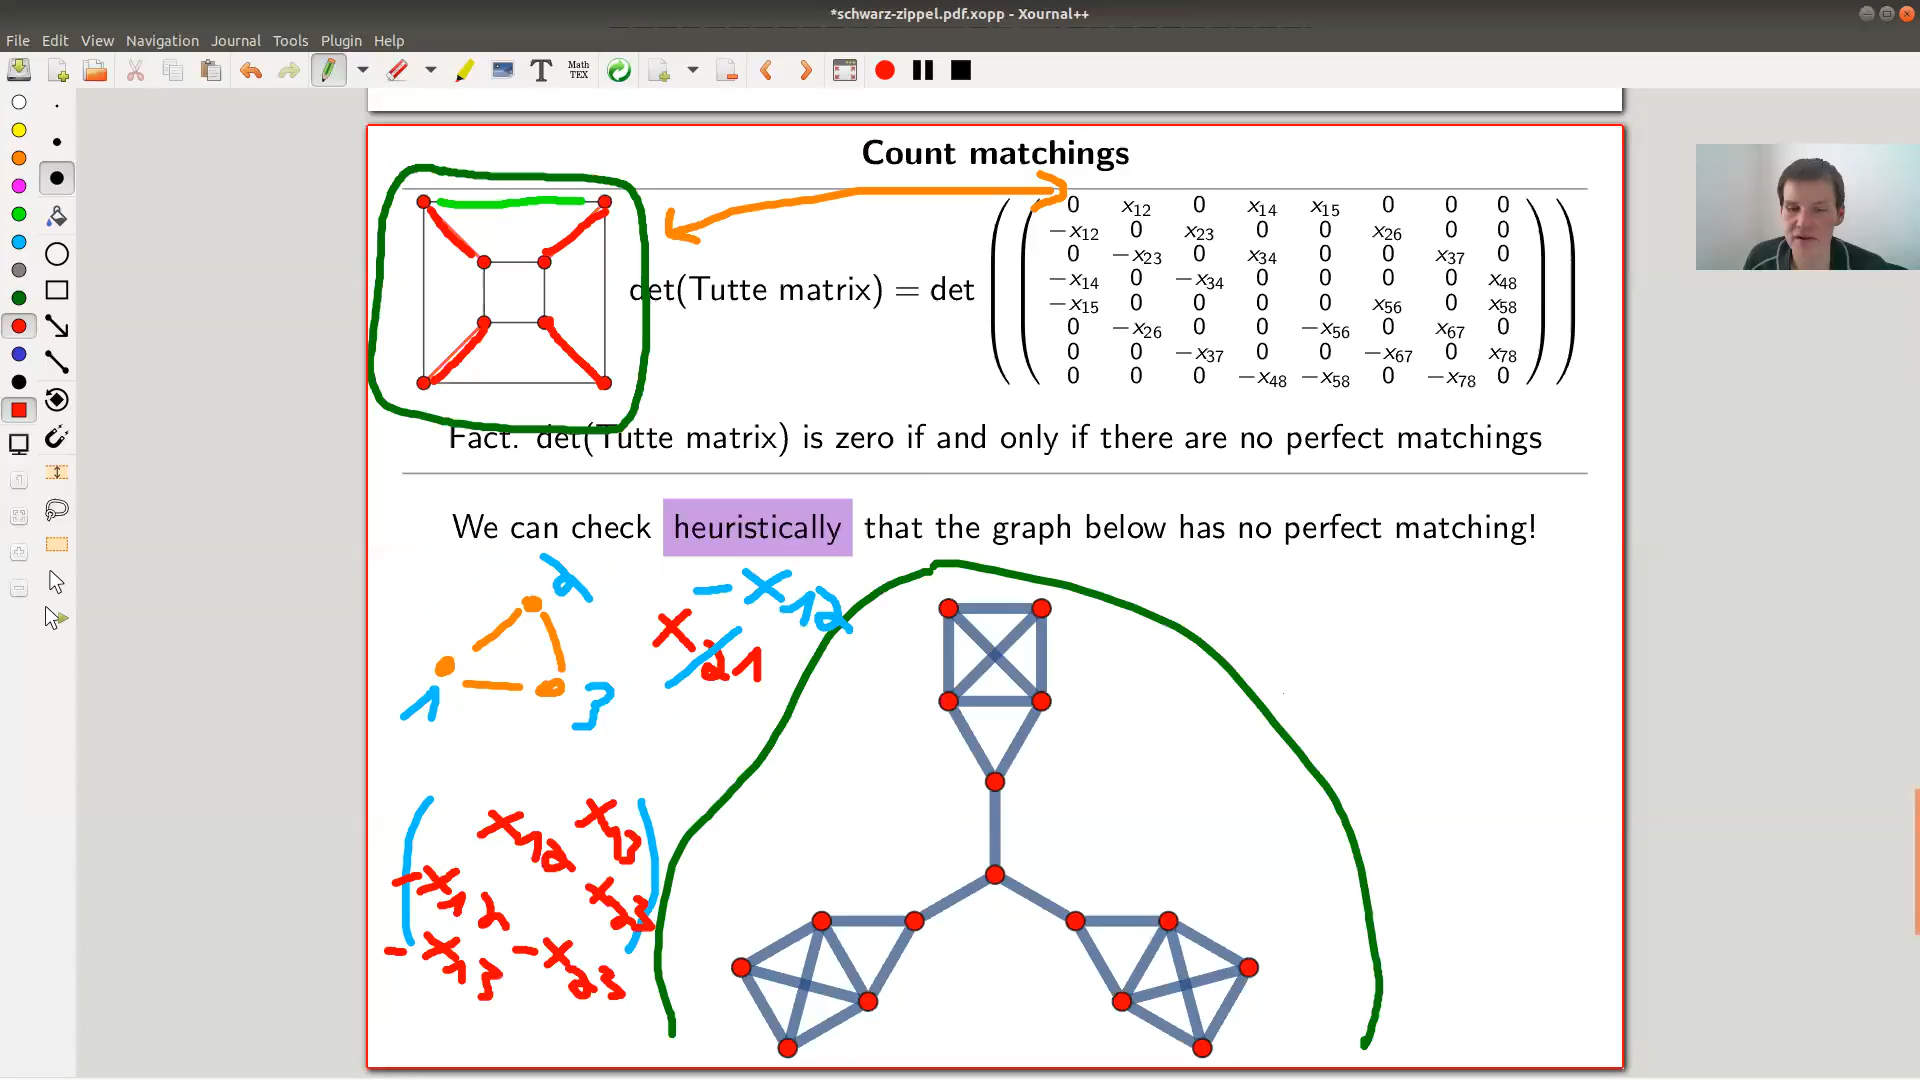 *schwarz-zippel.pdf.xopp - Xournal++
File Edit View Navigation Journal Tools Plugin Help
Math
TEX
Count matchings
det(Tutte matrix) = det
0 x12 0 x14 x15 0 0 0
−x12 0 x23 0 0 x26 0 0
0 −x23 0 x34 0 0 x37 0
−x14 0 −x34 0 0 0 0 x48
−x15 0 0 0 0 x56 0 x58
0 −x26 0 0 −x56 0 x67 0
0 0 −x37 0 0 −x67 0 x78
0 0 0 −x48 −x58 0 −x78 0
Fact. det(Tutte matrix) is zero if and only if there are no perfect matchings
We can check heuristically that the graph below has no perfect matching!
2
1
3
−x12
x21
x12 x13
−x12 x23
−x13 −x23